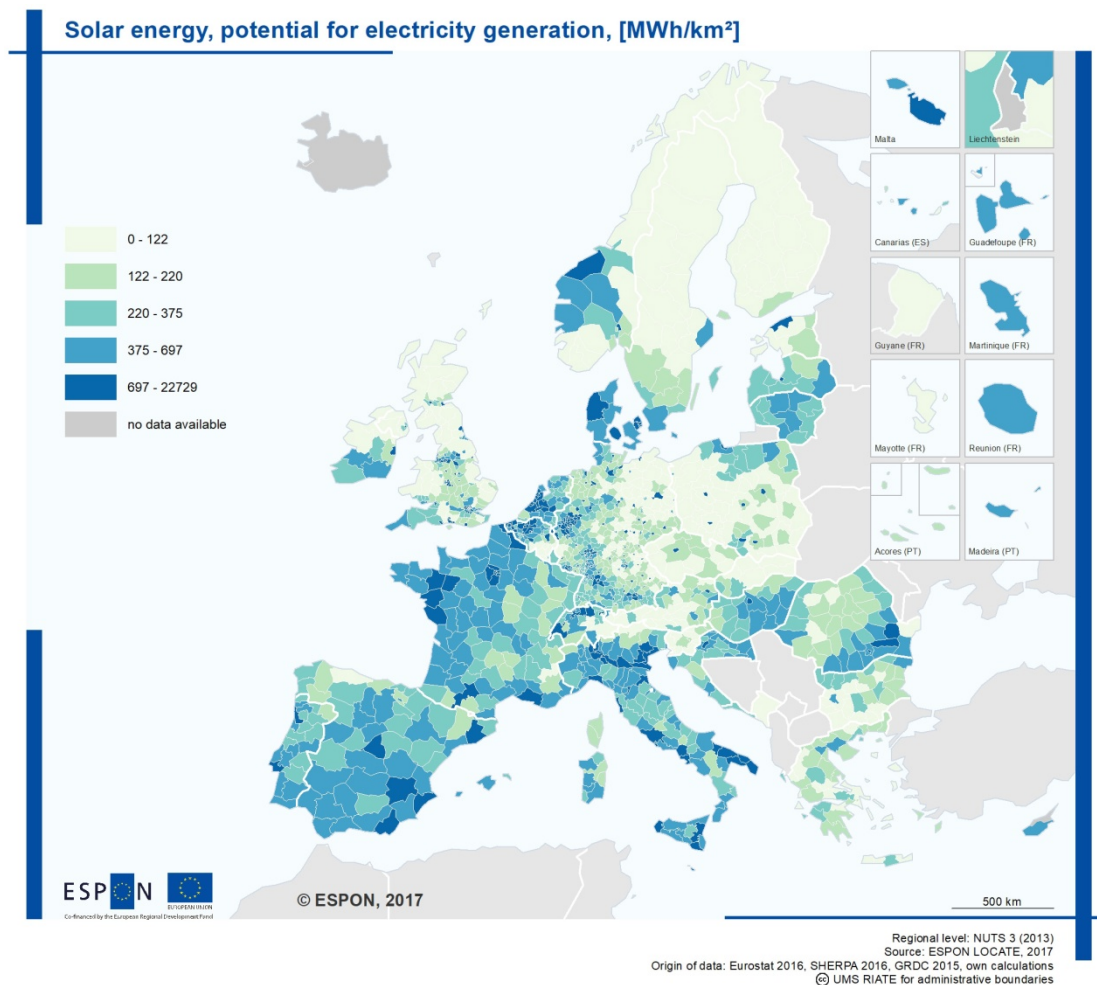 Solar energy, potential for electricity generation, [MWh/km²]
Malta
Liechtenstein
Canarias (ES)
Guadeloupe (FR)
Guyane (FR)
Martinique (FR)
Mayotte (FR)
Reunion (FR)
Acores (PT)
Madeira (PT)
0 - 122
122 - 220
220 - 375
375 - 697
697 - 22729
no data available
ESPON
EUROPEAN UNION
Co-financed by the European Regional Development Fund
© ESPON, 2017
500 km
Regional level: NUTS 3 (2013)
Source: ESPON LOCATE, 2017
Origin of data: Eurostat 2016, SHERPA 2016, GRDC 2015, own calculations
(cc) UMS RIATE for administrative boundaries